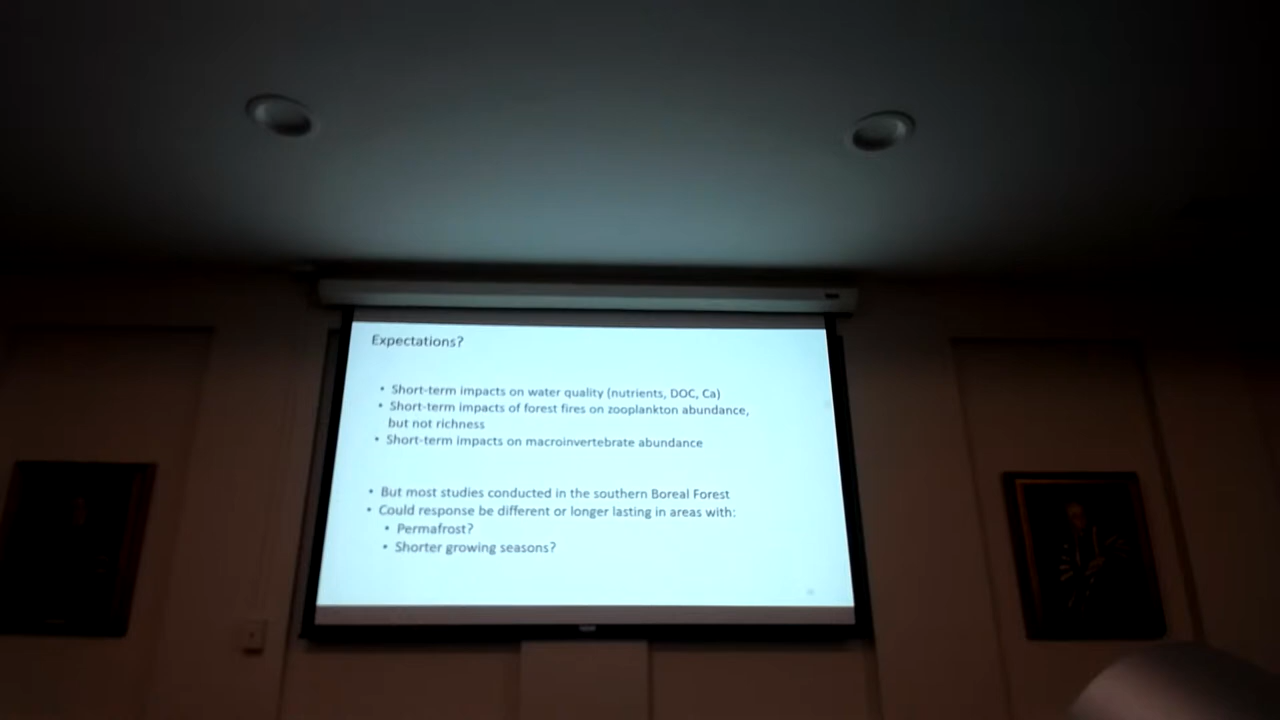 Expectations?
• Short-term impacts on water quality (nutrients, DOC, Ca)
• Short-term impacts of forest fires on zooplankton abundance,
but not richness
• Short-term impacts on macroinvertebrate abundance
• But most studies conducted in the southern Boreal Forest
• Could response be different or longer lasting in areas with:
• Permafrost?
• Shorter growing seasons?